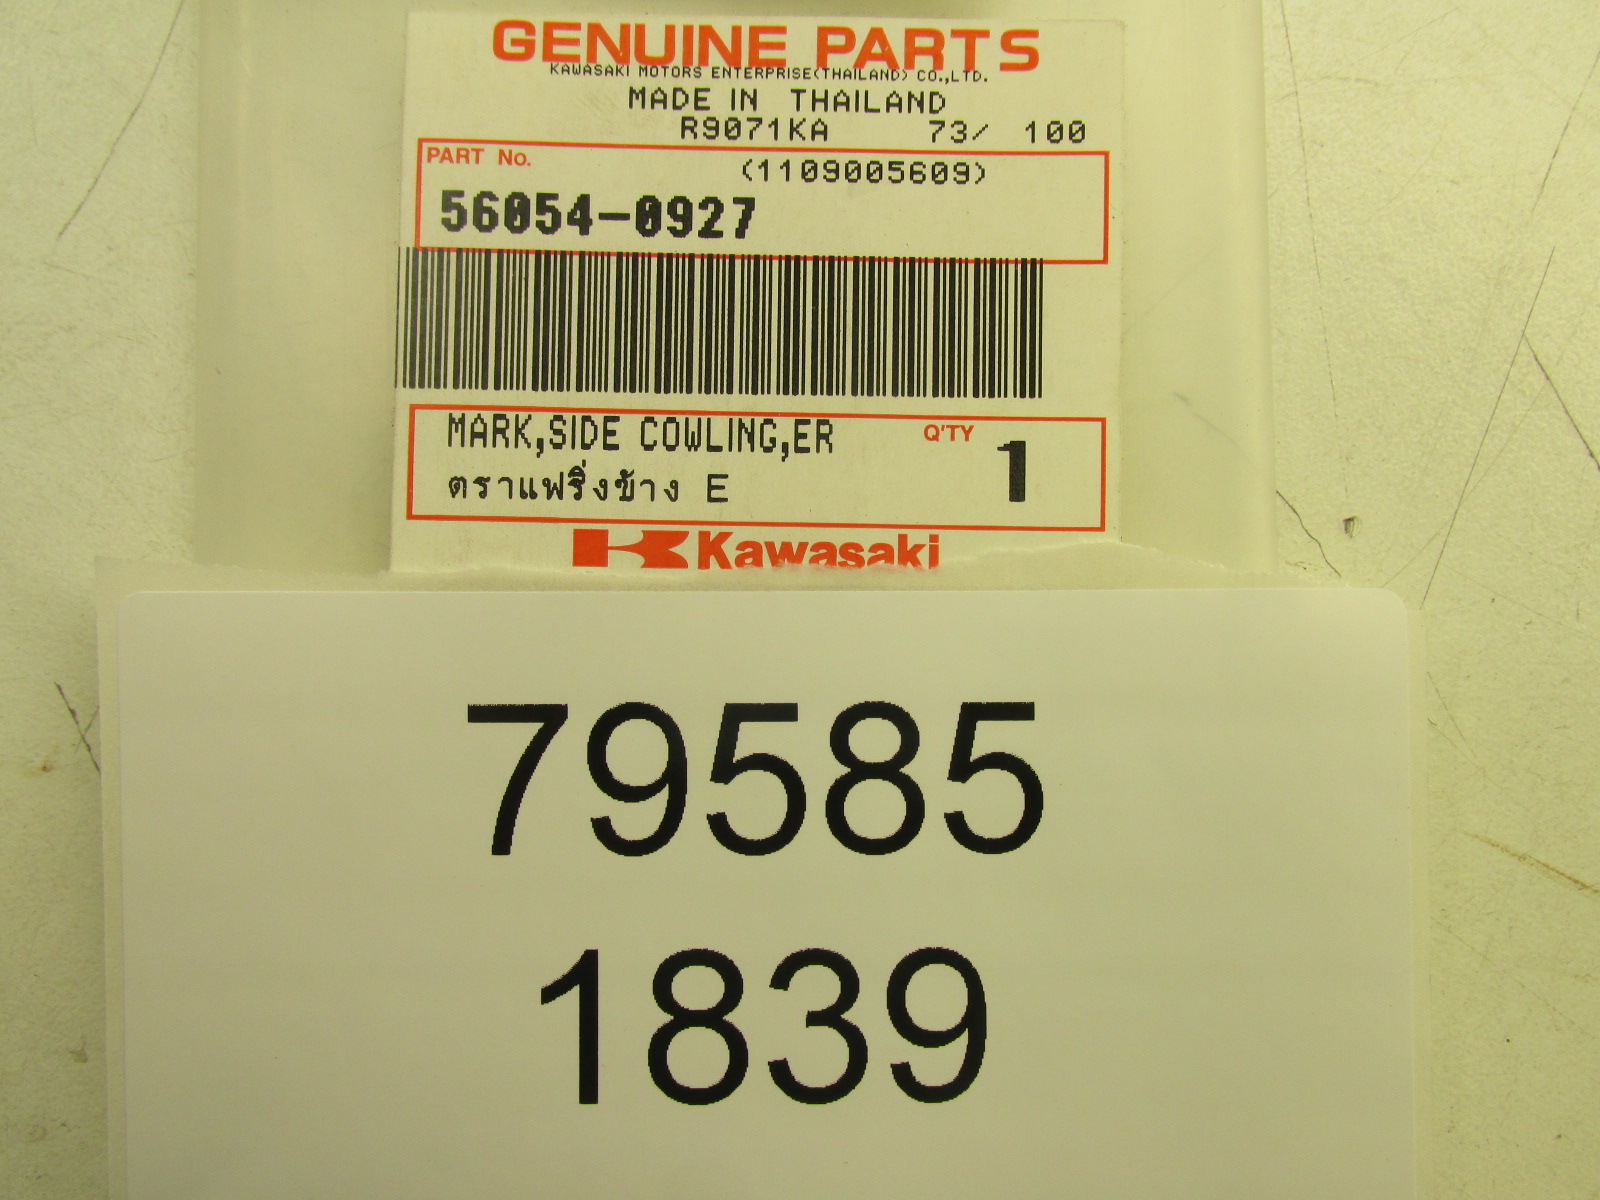 GENUINE PARTS
KAWASAKI MOTORS ENTERPRISE(THAILAND) CO.,LTD.
MADE IN THAILAND
R9071KA 73/ 100
PART No. (1109005609)
56054-0927
MARK,SIDE COWLING,ER Q'TY 1
ตราแฟริ่งข้าง E
Kawasaki
79585
1839